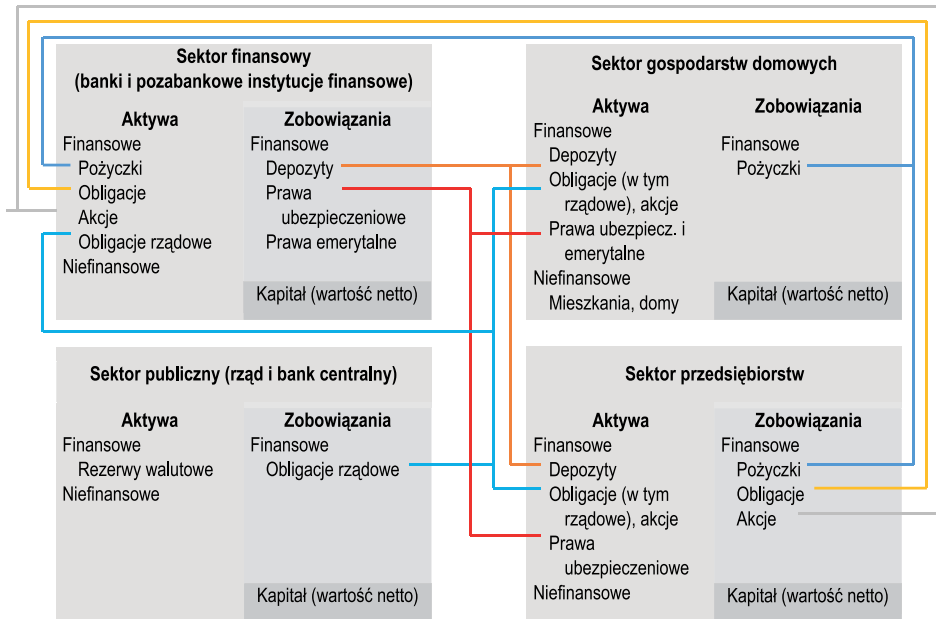 Sektor finansowy
(banki i pozabankowe instytucje finansowe)
Aktywa
Finansowe
Pożyczki
Obligacje
Akcje
Obligacje rządowe
Niefinansowe
Zobowiązania
Finansowe
Depozyty
Prawa
ubezpieczeniowe
Prawa emerytalne
Kapitał (wartość netto)
Sektor gospodarstw domowych
Aktywa
Finansowe
Depozyty
Obligacje (w tym
rządowe), akcje
Prawa ubezpiecz. i
emerytalne
Niefinansowe
Mieszkania, domy
Zobowiązania
Finansowe
Pożyczki
Kapitał (wartość netto)
Sektor publiczny (rząd i bank centralny)
Aktywa
Finansowe
Rezerwy walutowe
Niefinansowe
Zobowiązania
Finansowe
Obligacje rządowe
Kapitał (wartość netto)
Sektor przedsiębiorstw
Aktywa
Finansowe
Depozyty
Obligacje (w tym
rządowe), akcje
Prawa
ubezpieczeniowe
Niefinansowe
Zobowiązania
Finansowe
Pożyczki
Obligacje
Akcje
Kapitał (wartość netto)